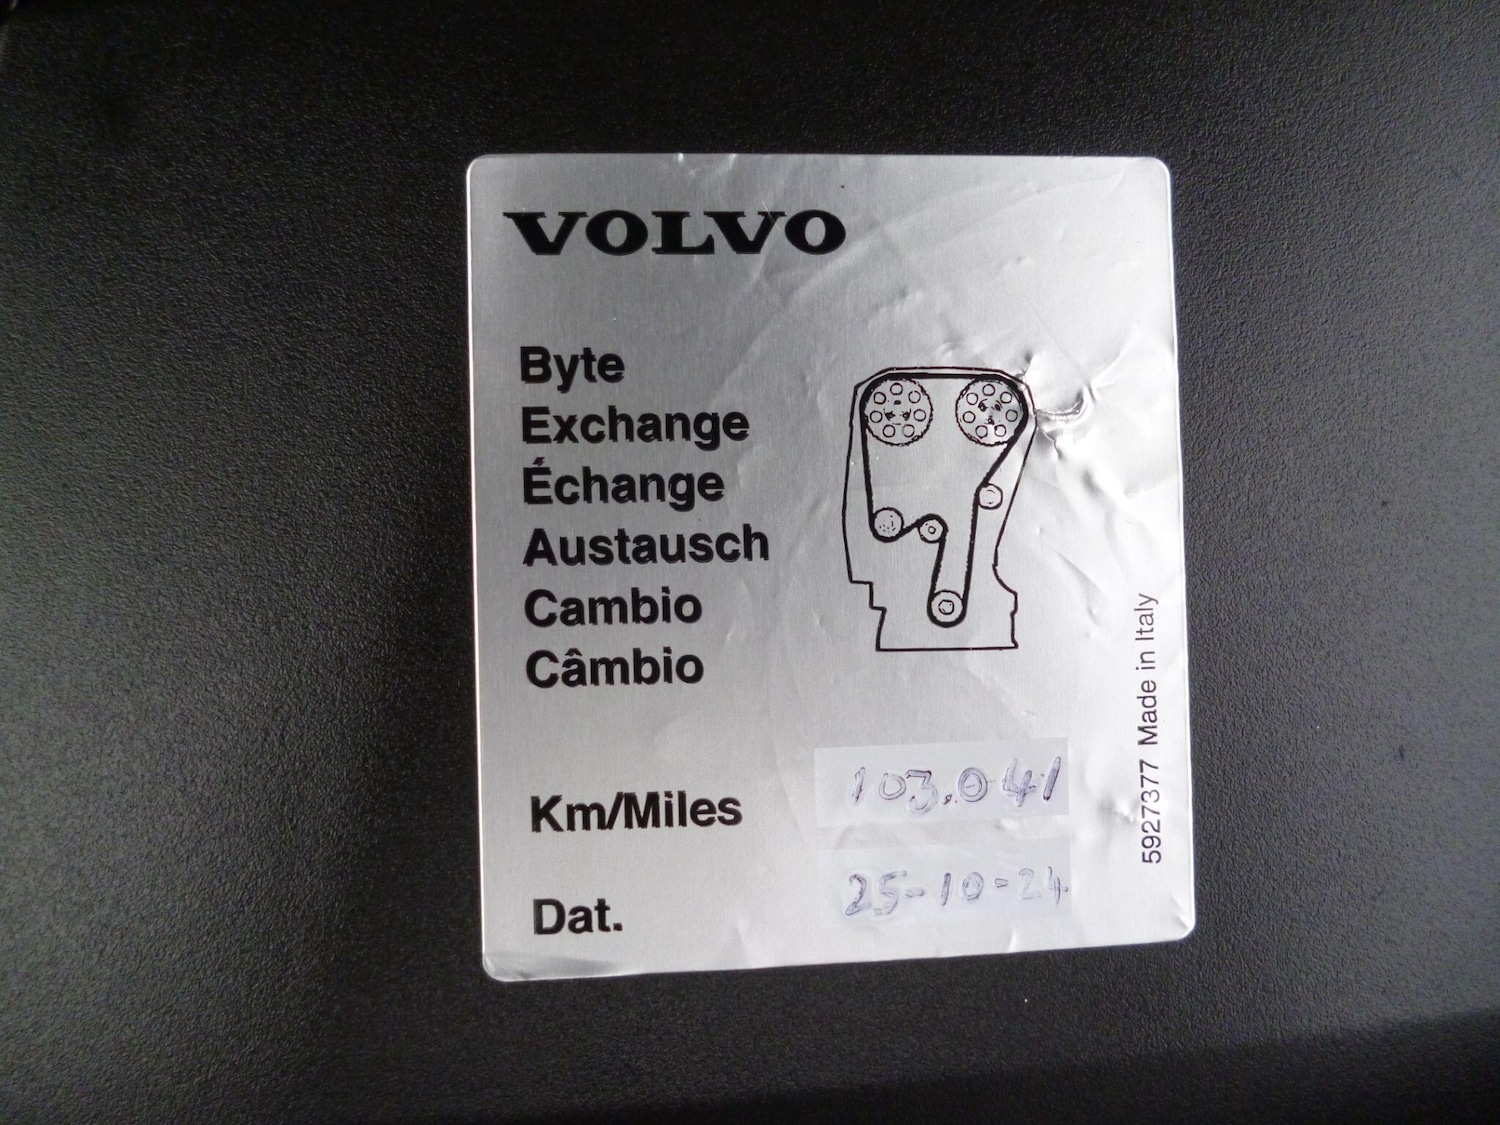 VOLVO
Byte
Exchange
Échange
Austausch
Cambio
Câmbio
Km/Miles 103.041
Dat. 25-10-24
5927377 Made in Italy